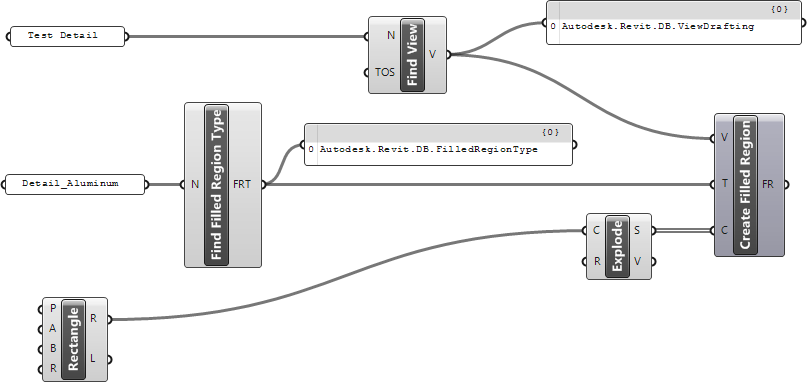 Test Detail
N
TOS
Find View
V
{0}
0 Autodesk.Revit.DB.ViewDrafting
Detail_Aluminum
N
Find Filled Region Type
FRT
{0}
0 Autodesk.Revit.DB.FilledRegionType
V
T
C
Create Filled Region
FR
C
R
Explode
S
V
P
A
B
R
Rectangle
R
L